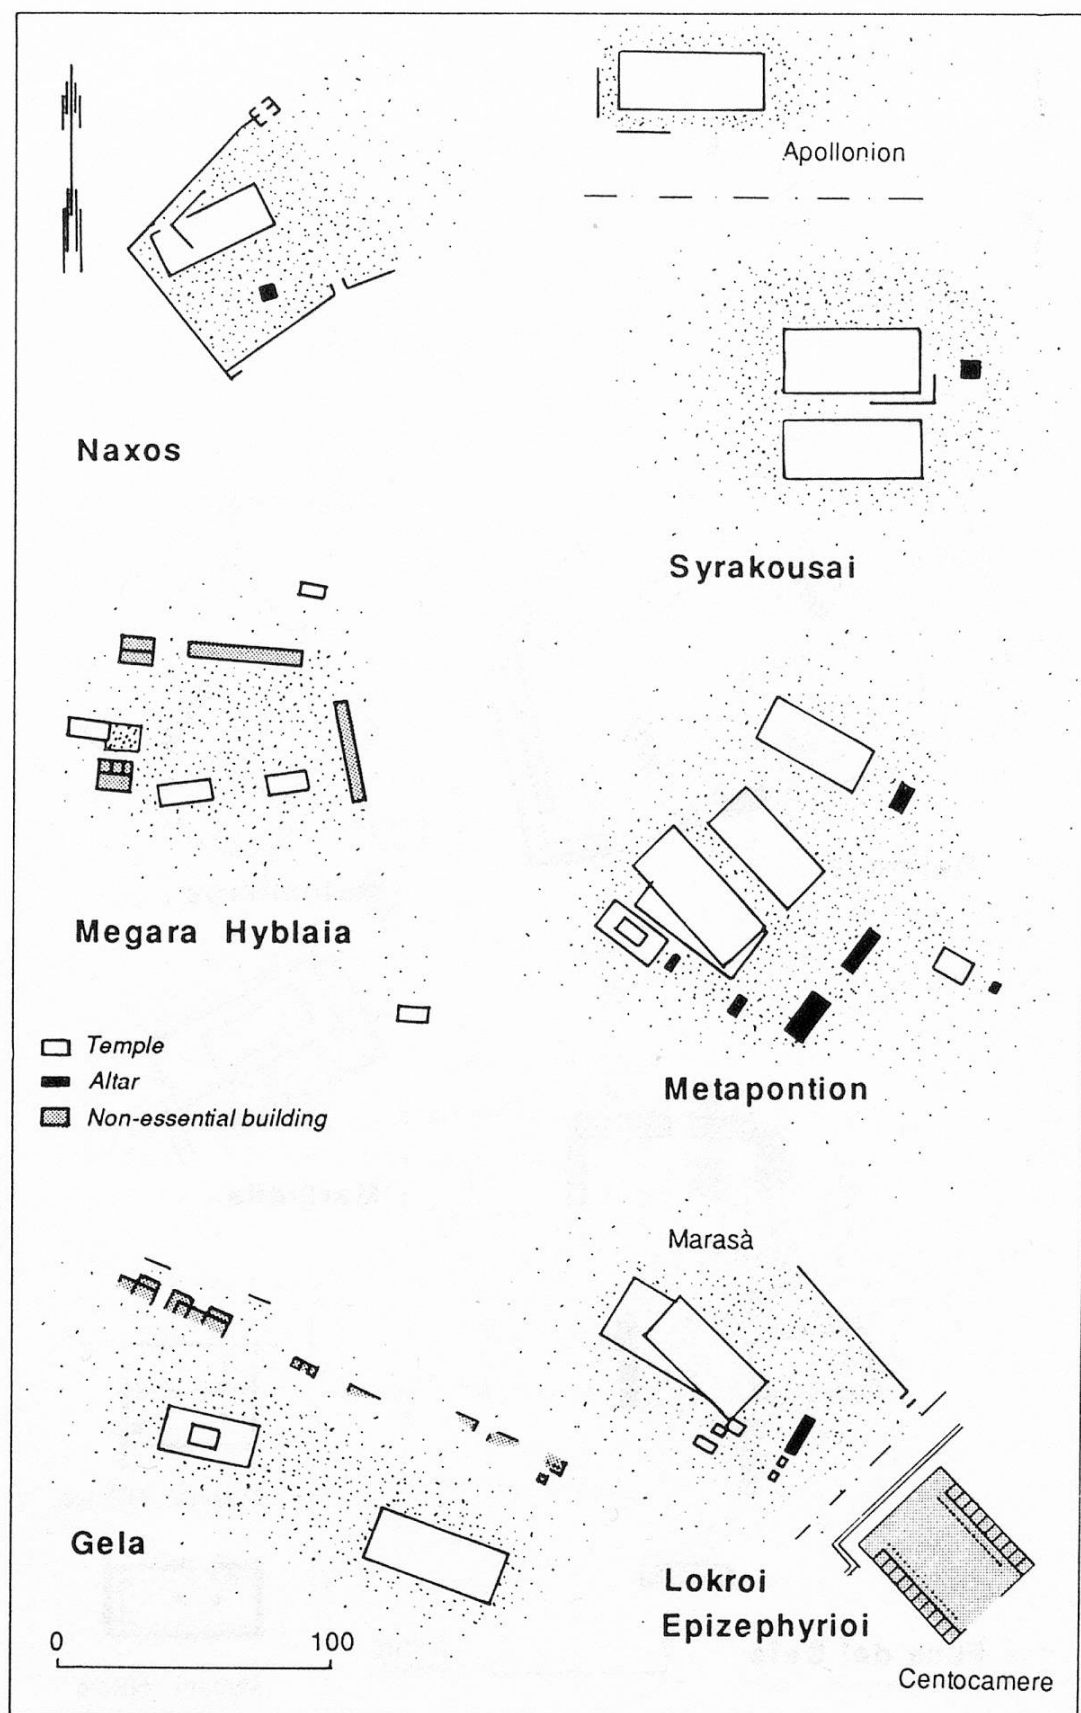 Apollonion
Naxos
Syrakousai
Megara Hyblaia
Temple
Altar
Non-essential building
Metapontion
Marasà
Gela
Lokroi
Epizephyrioi
0 100
Centocamere